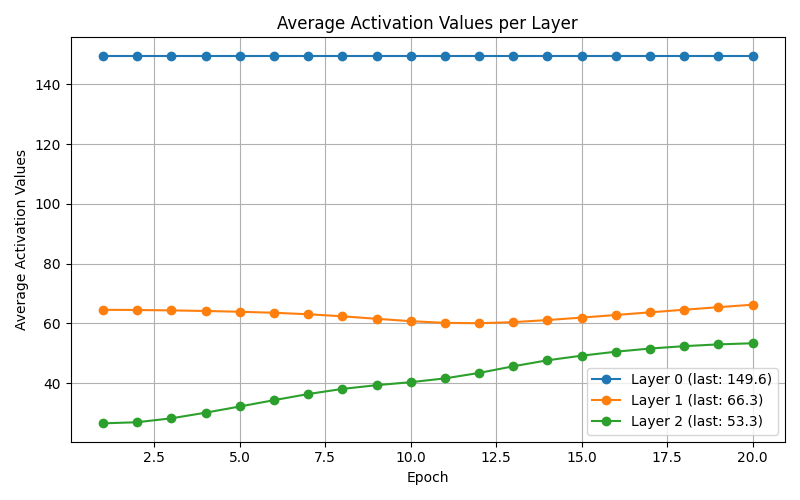 Average Activation Values per Layer
Average Activation Values
140
120
100
80
60
40
2.5 5.0 7.5 10.0 12.5 15.0 17.5 20.0
Epoch
Layer 0 (last: 149.6)
Layer 1 (last: 66.3)
Layer 2 (last: 53.3)